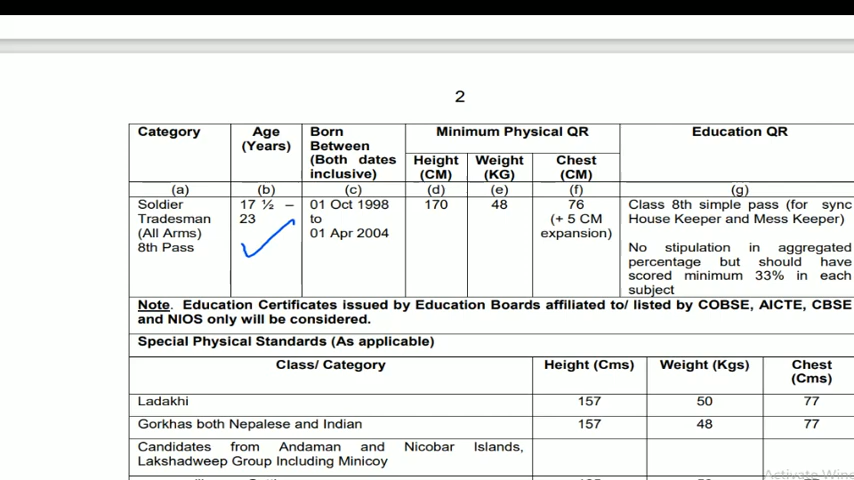 2
Category Age (Years) Born Between (Both dates inclusive) Minimum Physical QR Education QR
Height (CM) Weight (KG) Chest (CM)
(a) (b) (c) (d) (e) (f) (g)
Soldier Tradesman (All Arms) 8th Pass
17 ½ – 23
01 Oct 1998 to 01 Apr 2004
170
48
76 (+ 5 CM expansion)
Class 8th simple pass (for sync
House Keeper and Mess Keeper)
No stipulation in aggregated
percentage but should have
scored minimum 33% in each
subject
Note. Education Certificates issued by Education Boards affiliated to/ listed by COBSE, AICTE, CBSE
and NIOS only will be considered.
Special Physical Standards (As applicable)
Class/ Category Height (Cms) Weight (Kgs) Chest (Cms)
Ladakhi 157 50 77
Gorkhas both Nepalese and Indian 157 48 77
Candidates from Andaman and Nicobar Islands,
Lakshadweep Group Including Minicoy